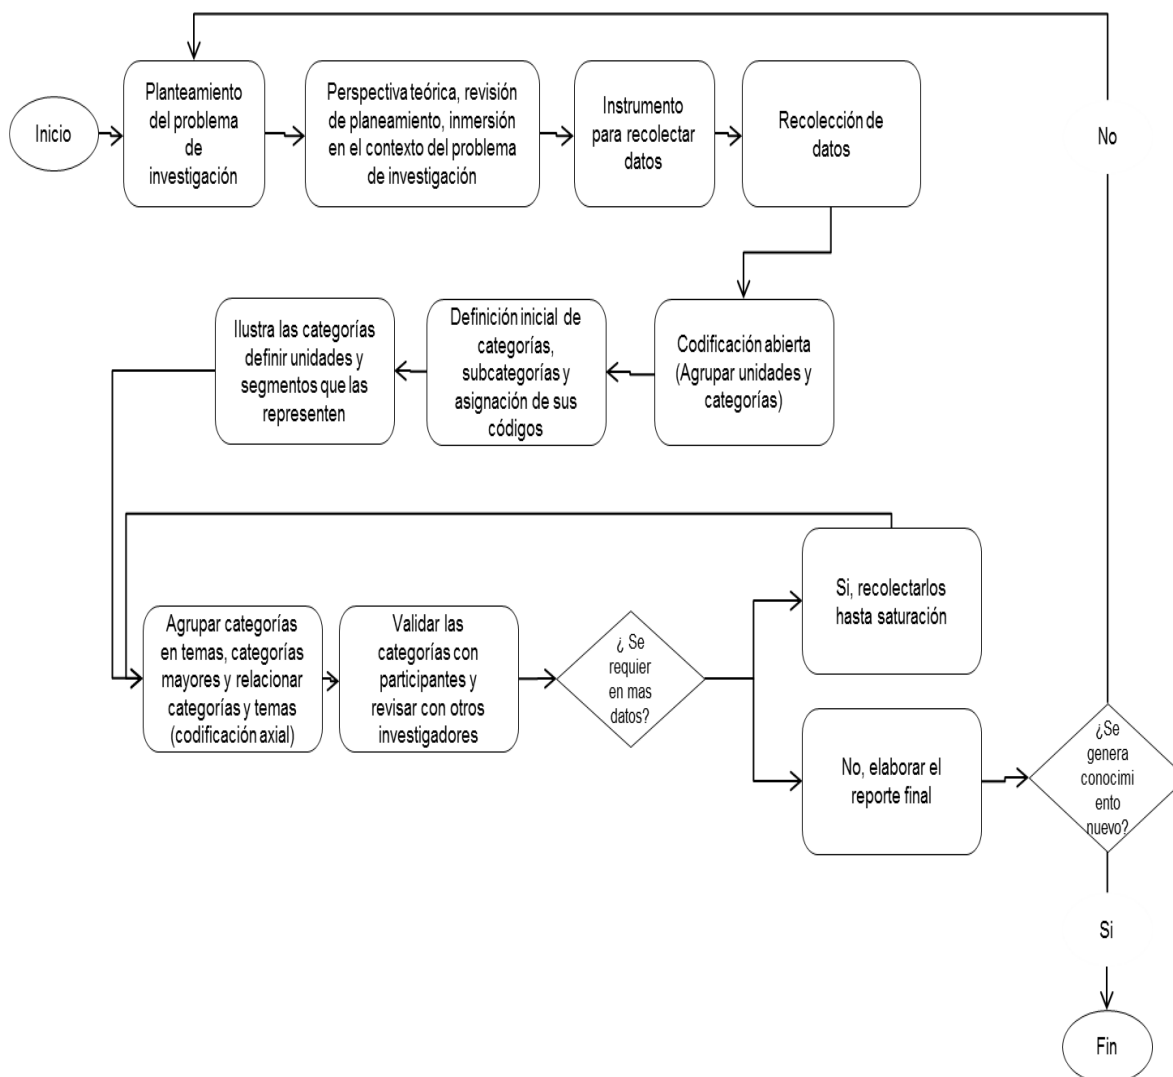 Inicio
Planteamiento
del problema
de
investigación
Perspectiva teórica, revisión
de planeamiento, inmersión
en el contexto del problema
de investigación
Instrumento
para recolectar
datos
Recolección de
datos
No
Codificación abierta
(Agrupar unidades y
categorías)
Definición inicial de
categorías,
subcategorías y
asignación de sus
códigos
Ilustra las categorías
definir unidades y
segmentos que las
representen
Agrupar categorías
en temas, categorías
mayores y relacionar
categorías y temas
(codificación axial)
Validar las
categorías con
participantes y
revisar con otros
investigadores
¿ Se
requier
en mas
datos?
Si, recolectarlos
hasta saturación
No, elaborar el
reporte final
¿Se
genera
conocimi
ento
nuevo?
Si
Fin